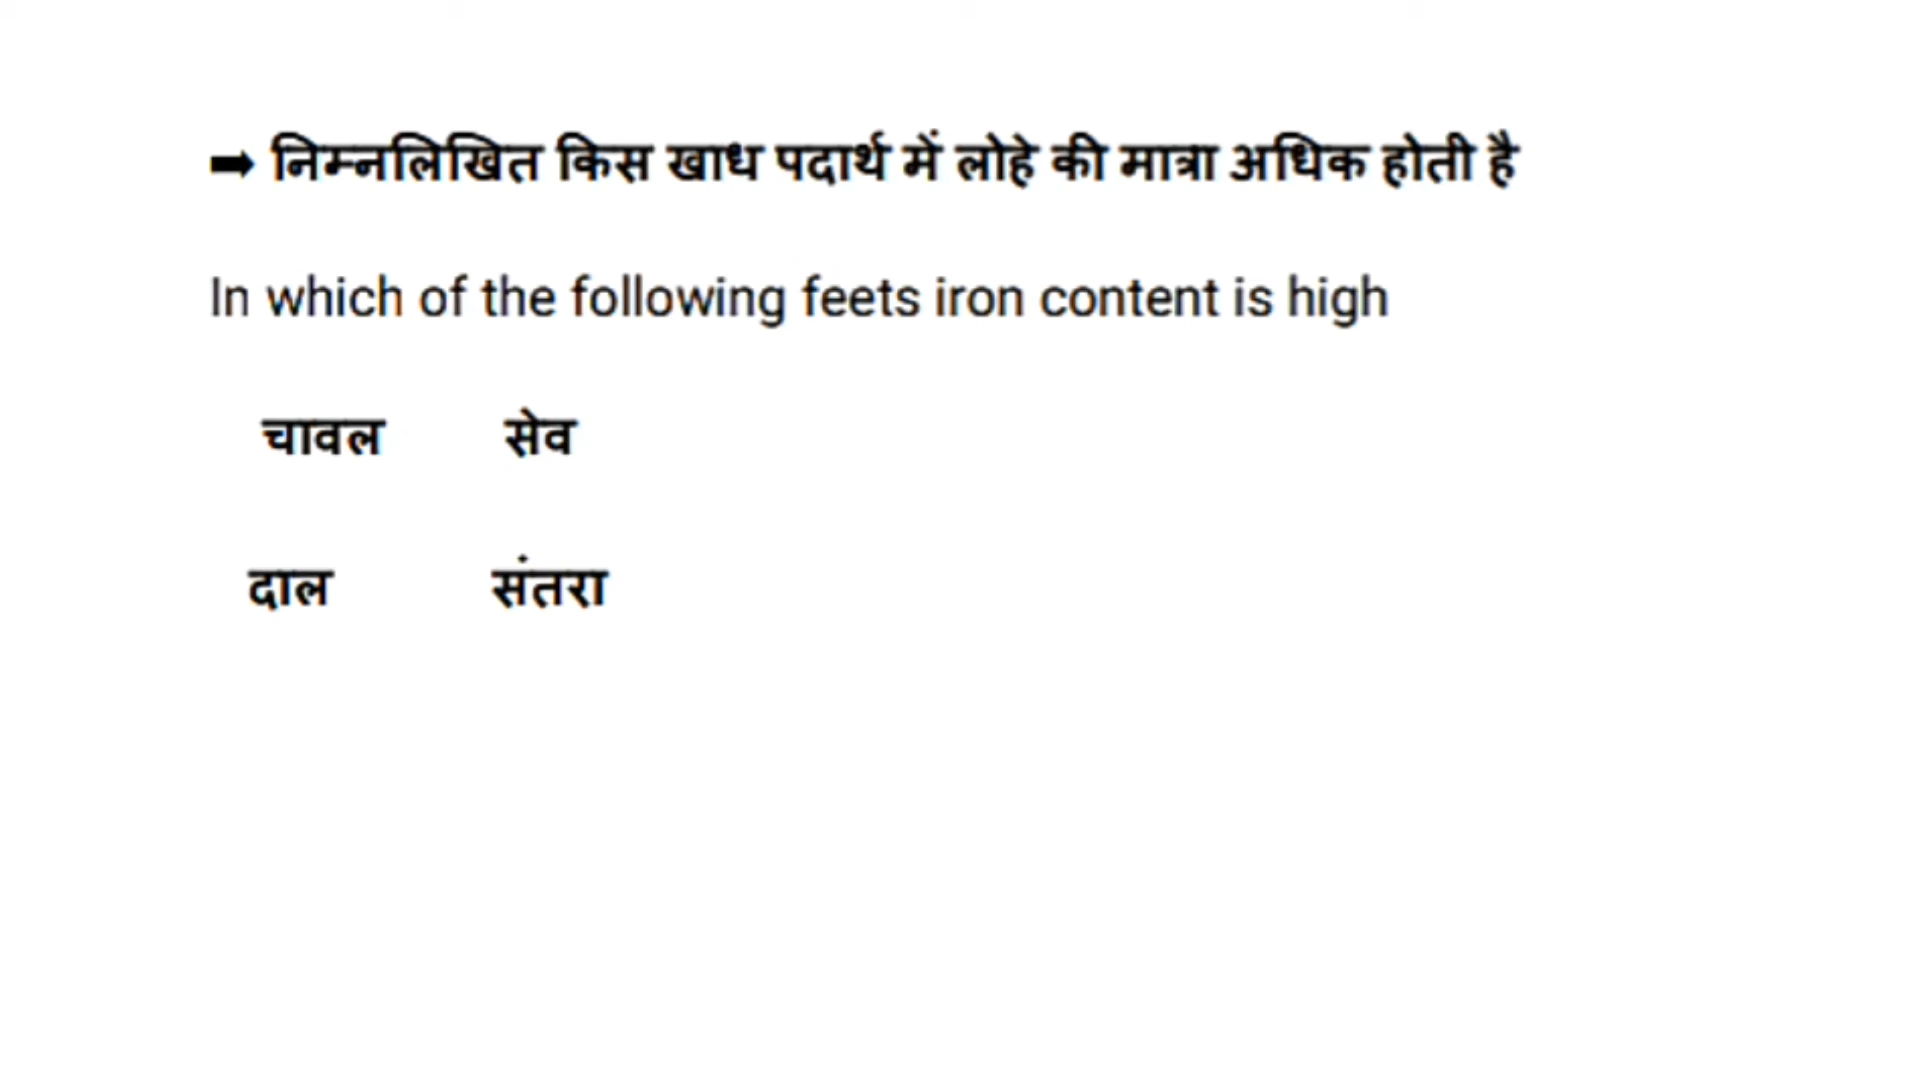 ➡ निम्नलिखित किस खाध पदार्थ में लोहे की मात्रा अधिक होती है
In which of the following feets iron content is high
चावल सेव
दाल संतरा